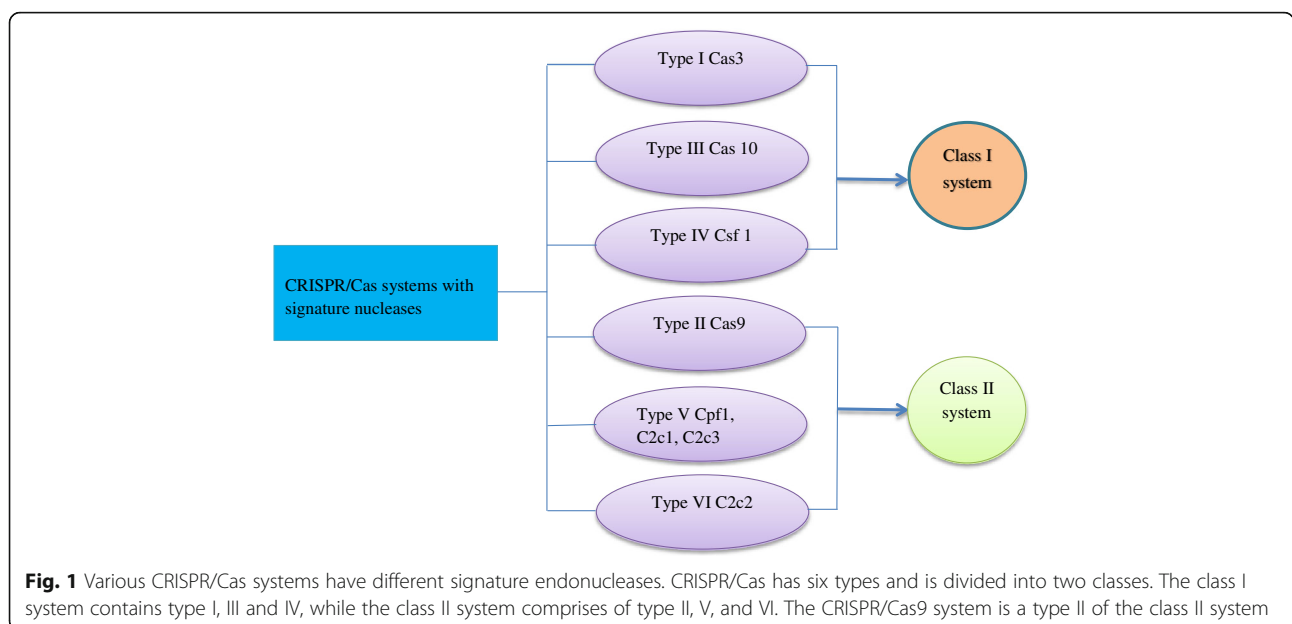 Type I Cas3
Type III Cas 10
Class I
system
Type IV Csf 1
CRISPR/Cas systems with
signature nucleases
Type II Cas9
Class II
system
Type V Cpf1,
C2c1, C2c3
Type VI C2c2
Fig. 1 Various CRISPR/Cas systems have different signature endonucleases. CRISPR/Cas has six types and is divided into two classes. The class I
system contains type I, III and IV, while the class II system comprises of type II, V, and VI. The CRISPR/Cas9 system is a type II of the class II system